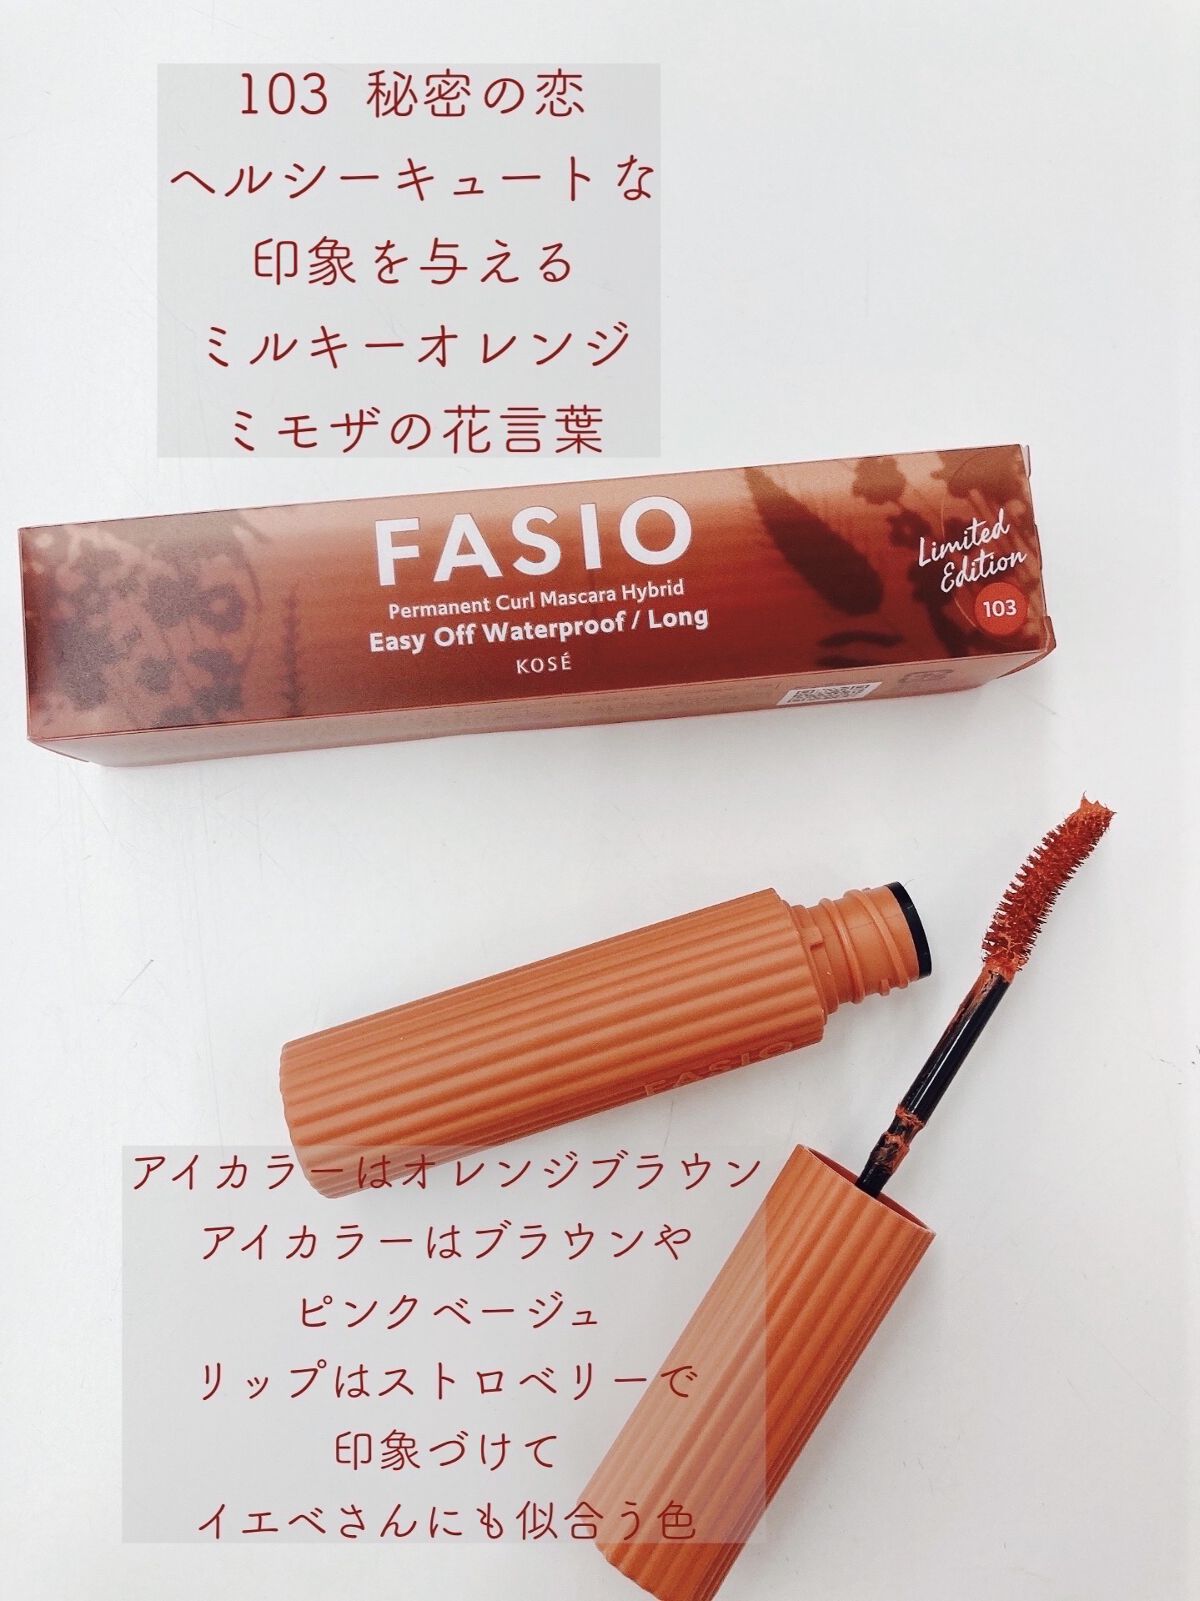 103 秘密の恋
ヘルシーキュートな
印象を与える
ミルキーオレンジ
ミモザの花言葉
FASIO
Permanent Curl Mascara Hybrid
Easy Off Waterproof / Long
KOSÉ
Limited
Edition
103
FASIO
アイカラーはオレンジブラウン
アイカラーはブラウンや
ピンクベージュ
リップはストロベリーで
印象づけて
イエベさんにも似合う色